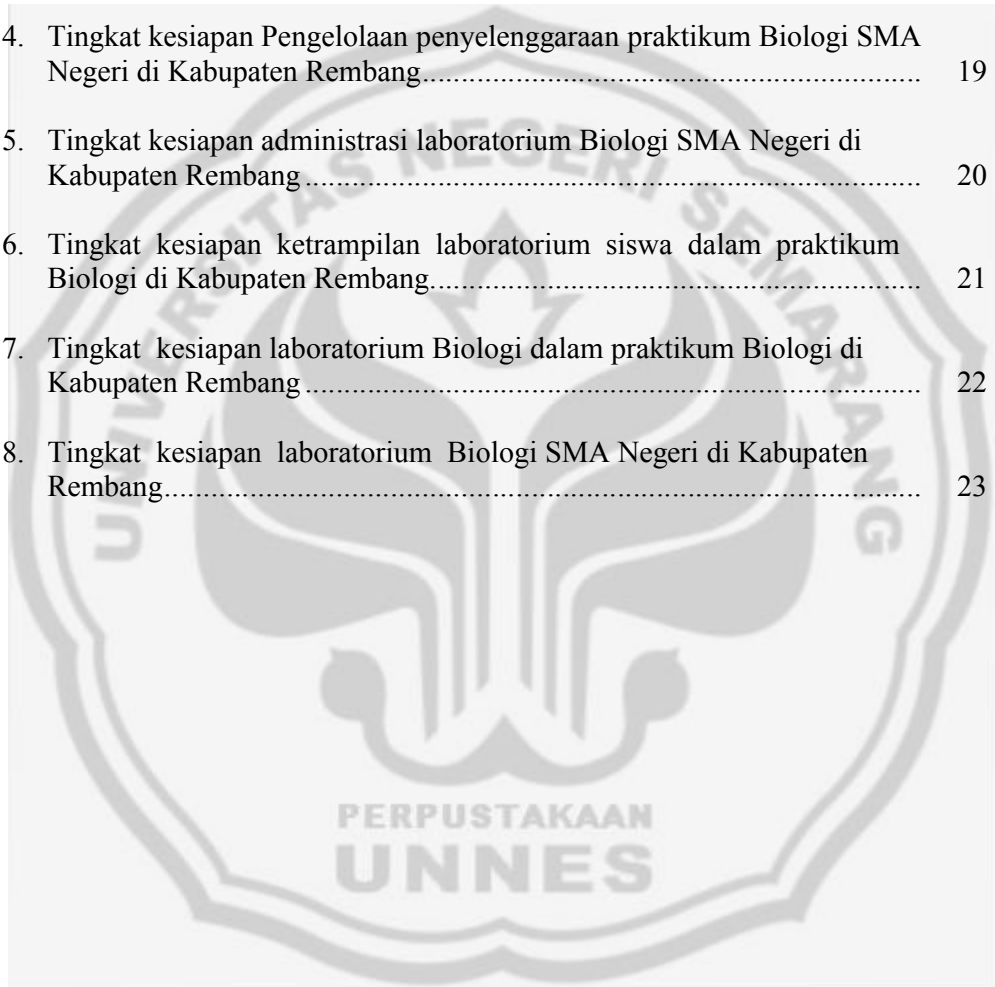 4. Tingkat kesiapan Pengelolaan penyelenggaraan praktikum Biologi SMA
Negeri di Kabupaten Rembang.................................................................. 19
5. Tingkat kesiapan administrasi laboratorium Biologi SMA Negeri di
Kabupaten Rembang .................................................................................. 20
6. Tingkat kesiapan ketrampilan laboratorium siswa dalam praktikum
Biologi di Kabupaten Rembang................................................................. 21
7. Tingkat kesiapan laboratorium Biologi dalam praktikum Biologi di
Kabupaten Rembang .................................................................................. 22
8. Tingkat kesiapan laboratorium Biologi SMA Negeri di Kabupaten
Rembang..................................................................................................... 23
UNIVERSITAS NEGERI SEMARANG
PERPUSTAKAAN
UNNES